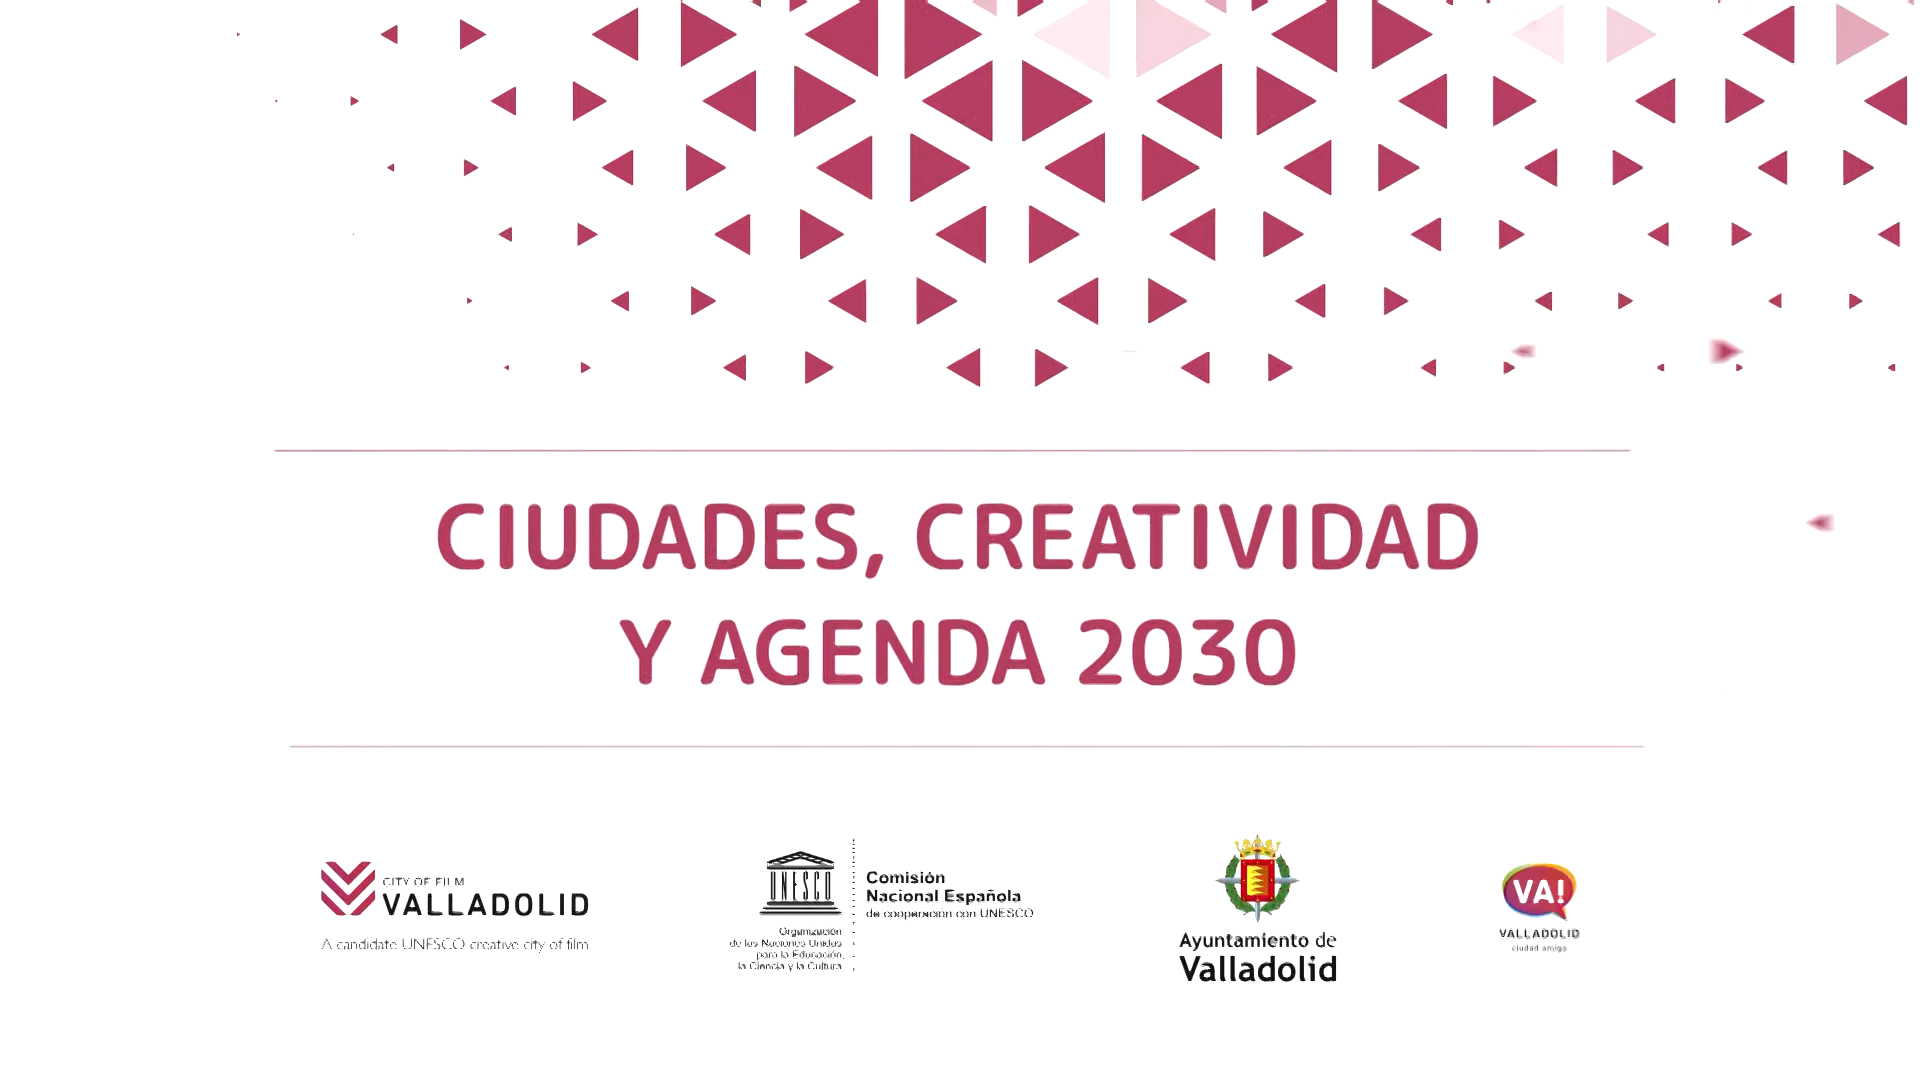 CIUDADES, CREATIVIDAD
Y AGENDA 2030
CITY OF FILM
VALLADOLID
A candidate UNESCO creative city of film
UNESCO
Organización
de las Naciones Unidas
para la Educación,
la Ciencia y la Cultura
Comisión
Nacional Española
de cooperación con UNESCO
Ayuntamiento de
Valladolid
VA!
VALLADOLID
ciudad amiga